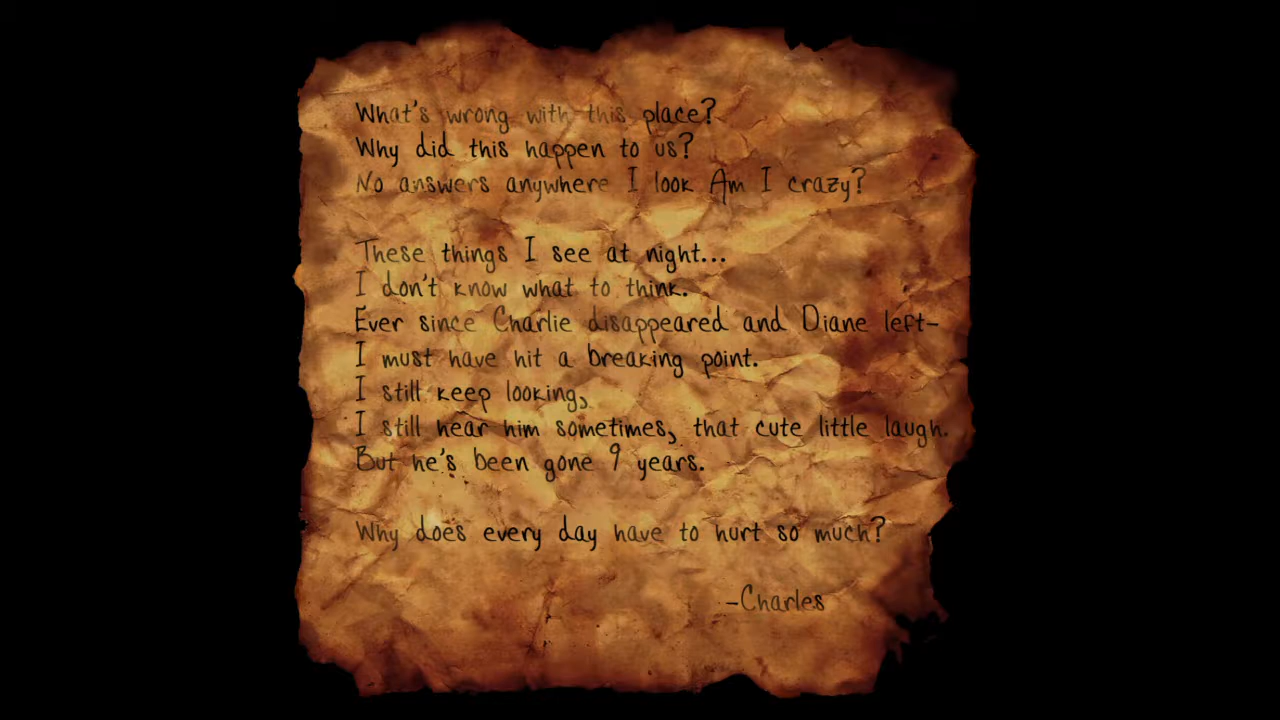 What's wrong with this place?
Why did this happen to us?
No answers anywhere I look Am I crazy?
These things I see at night...
I don't know what to think.
Ever since Charlie disappeared and Diane left-
I must have hit a breaking point.
I still keep looking,
I still hear him sometimes, that cute little laugh.
But he's been gone 9 years.
Why does every day have to hurt so much?
-Charles